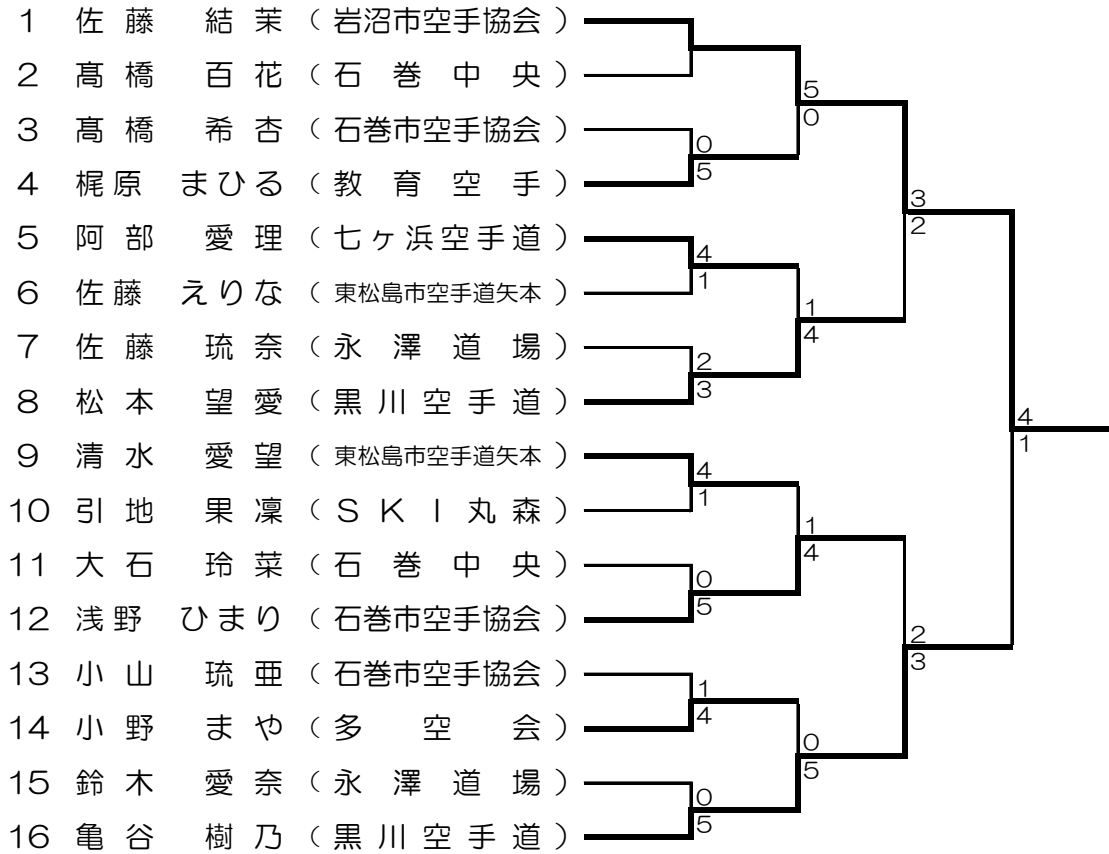 1 佐藤 結茉 （岩沼市空手協会）
2 髙橋 百花 （石巻中央）
5
0
3 髙橋 希杏 （石巻市空手協会）
0
5
4 梶原 まひる （教育空手）
3
2
5 阿部 愛理 （七ヶ浜空手道）
4
1
6 佐藤 えりな （東松島市空手道矢本）
1
4
7 佐藤 琉奈 （永澤道場）
2
3
8 松本 望愛 （黒川空手道）
4
1
9 清水 愛望 （東松島市空手道矢本）
4
1
10 引地 果凜 （ＳＫＩ丸森）
1
4
11 大石 玲菜 （石巻中央）
0
5
12 浅野 ひまり （石巻市空手協会）
2
3
13 小山 琉亜 （石巻市空手協会）
1
4
14 小野 まや （多空会）
0
5
15 鈴木 愛奈 （永澤道場）
0
5
16 亀谷 樹乃 （黒川空手道）